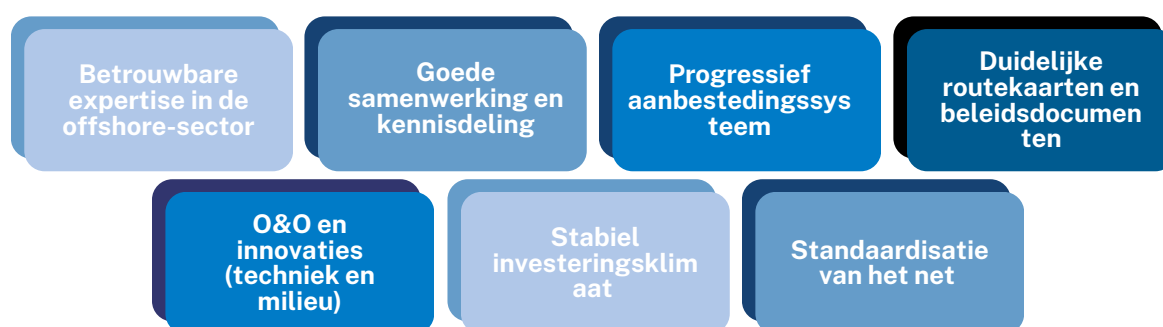 Betrouwbare
expertise in de
offshore-sector
Goede
samenwerking en
kennisdeling
Progressief
aanbestedingssys
teem
Duidelijke
routekaarten en
beleidsdocumen
ten
O&O en
innovaties
(techniek en
milieu)
Stabiel
investeringsklim
aat
Standaardisatie
van het net